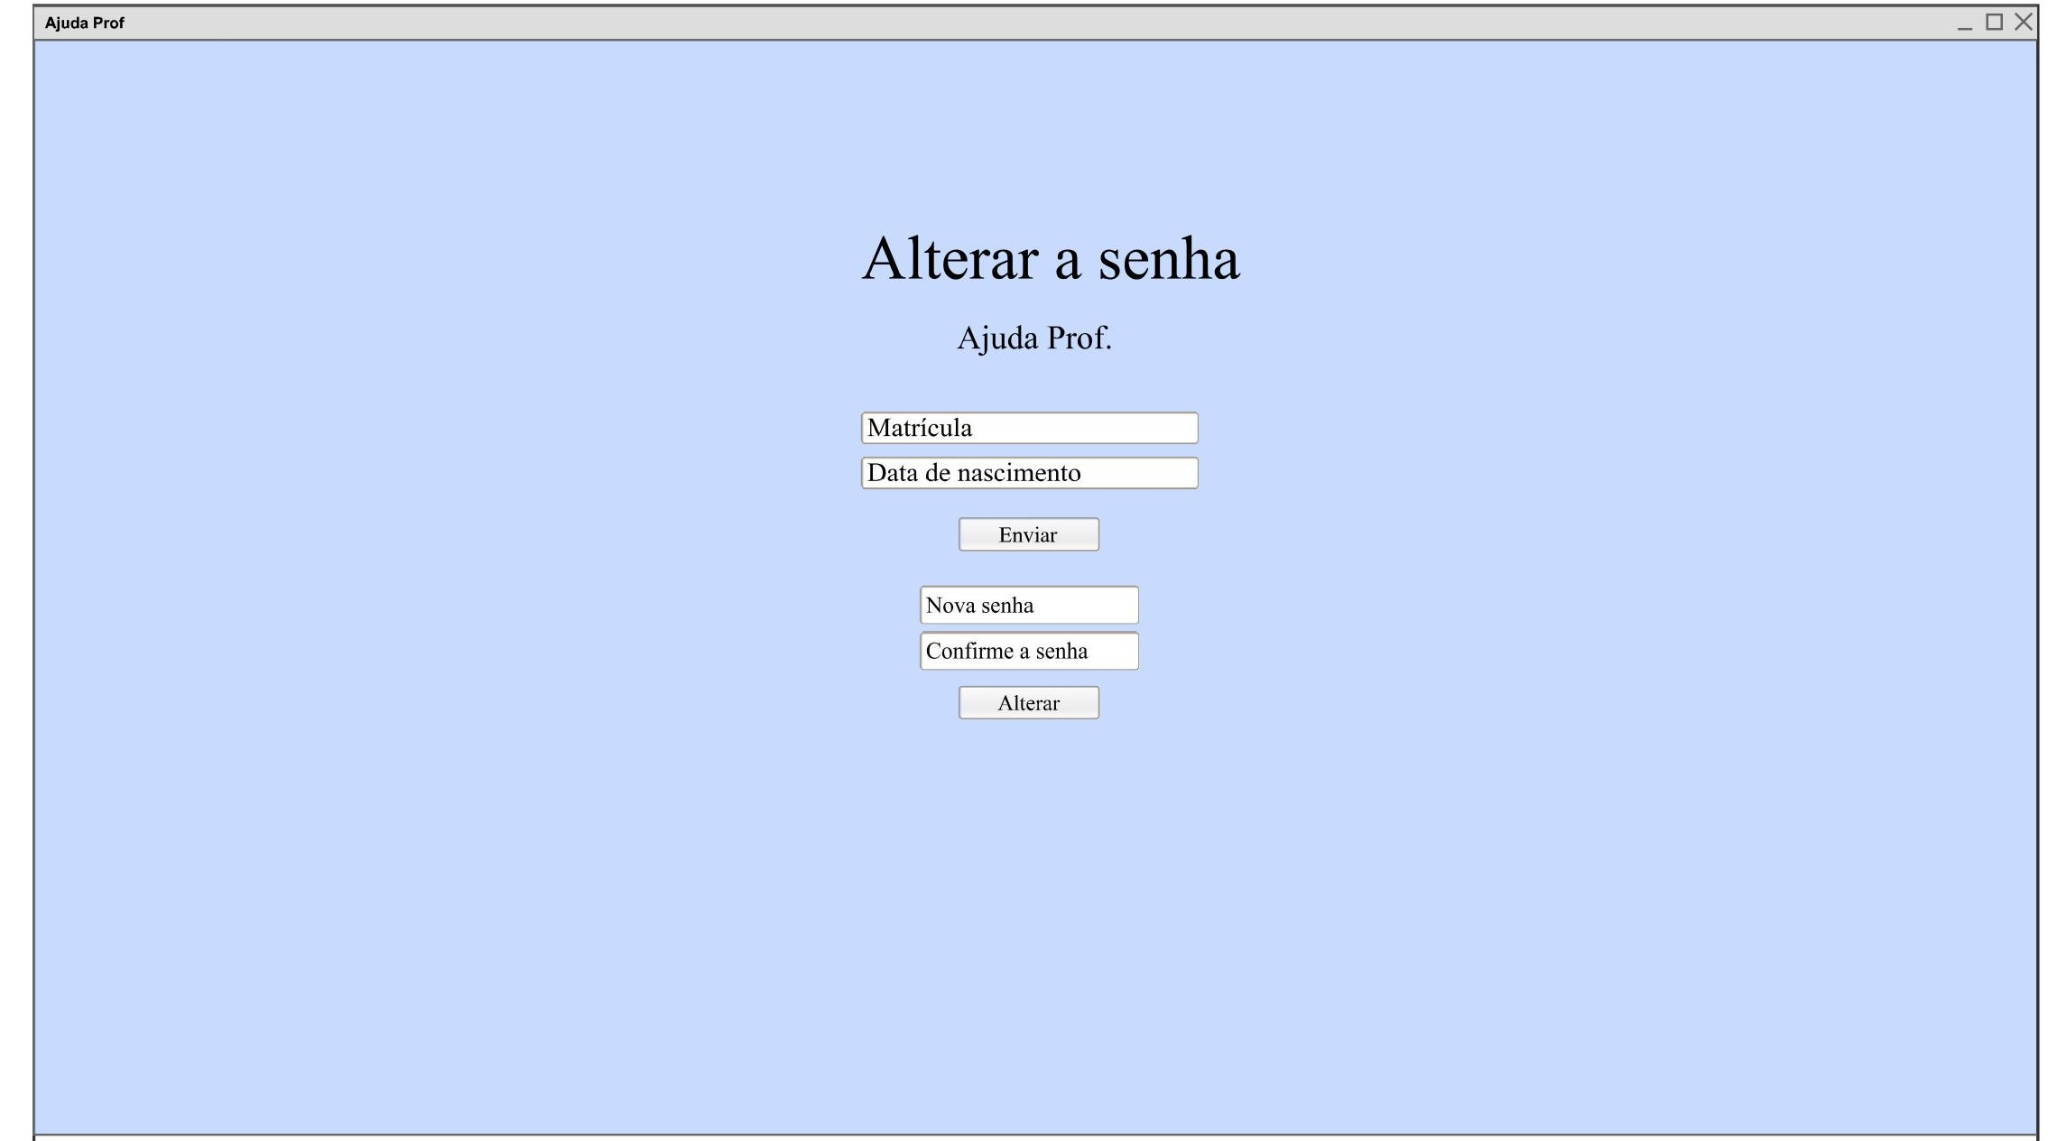 Ajuda Prof
Alterar a senha
Ajuda Prof.
Matrícula
Data de nascimento
Enviar
Nova senha
Confirme a senha
Alterar